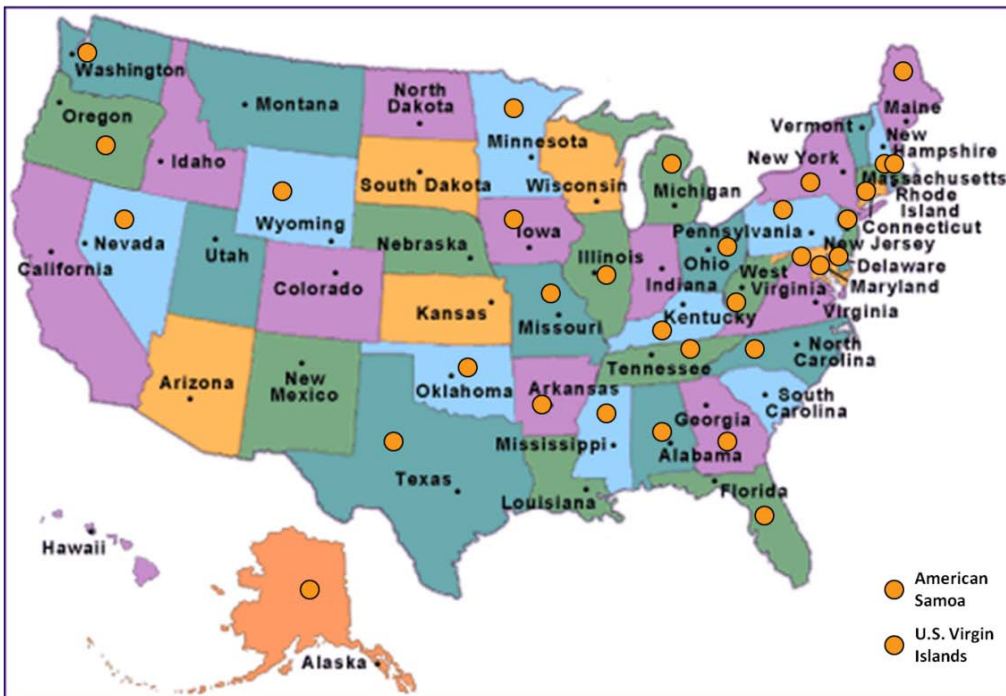 Washington
Montana
North
Dakota
Minnesota
Maine
Oregon
Idaho
Vermont
New
Hampshire
New York
Massachusetts
Rhode
Island
Connecticut
South Dakota
Wisconsin
Michigan
Wyoming
Nevada
Utah
California
Nebraska
Iowa
Illinois
Indiana
Ohio
Pennsylvania
New Jersey
Delaware
Maryland
West
Virginia
Virginia
Colorado
Kansas
Missouri
Kentucky
North
Carolina
Tennessee
Arizona
New
Mexico
Oklahoma
Arkansas
South
Carolina
Georgia
Mississippi
Alabama
Texas
Louisiana
Florida
Hawaii
Alaska
American
Samoa
U.S. Virgin
Islands